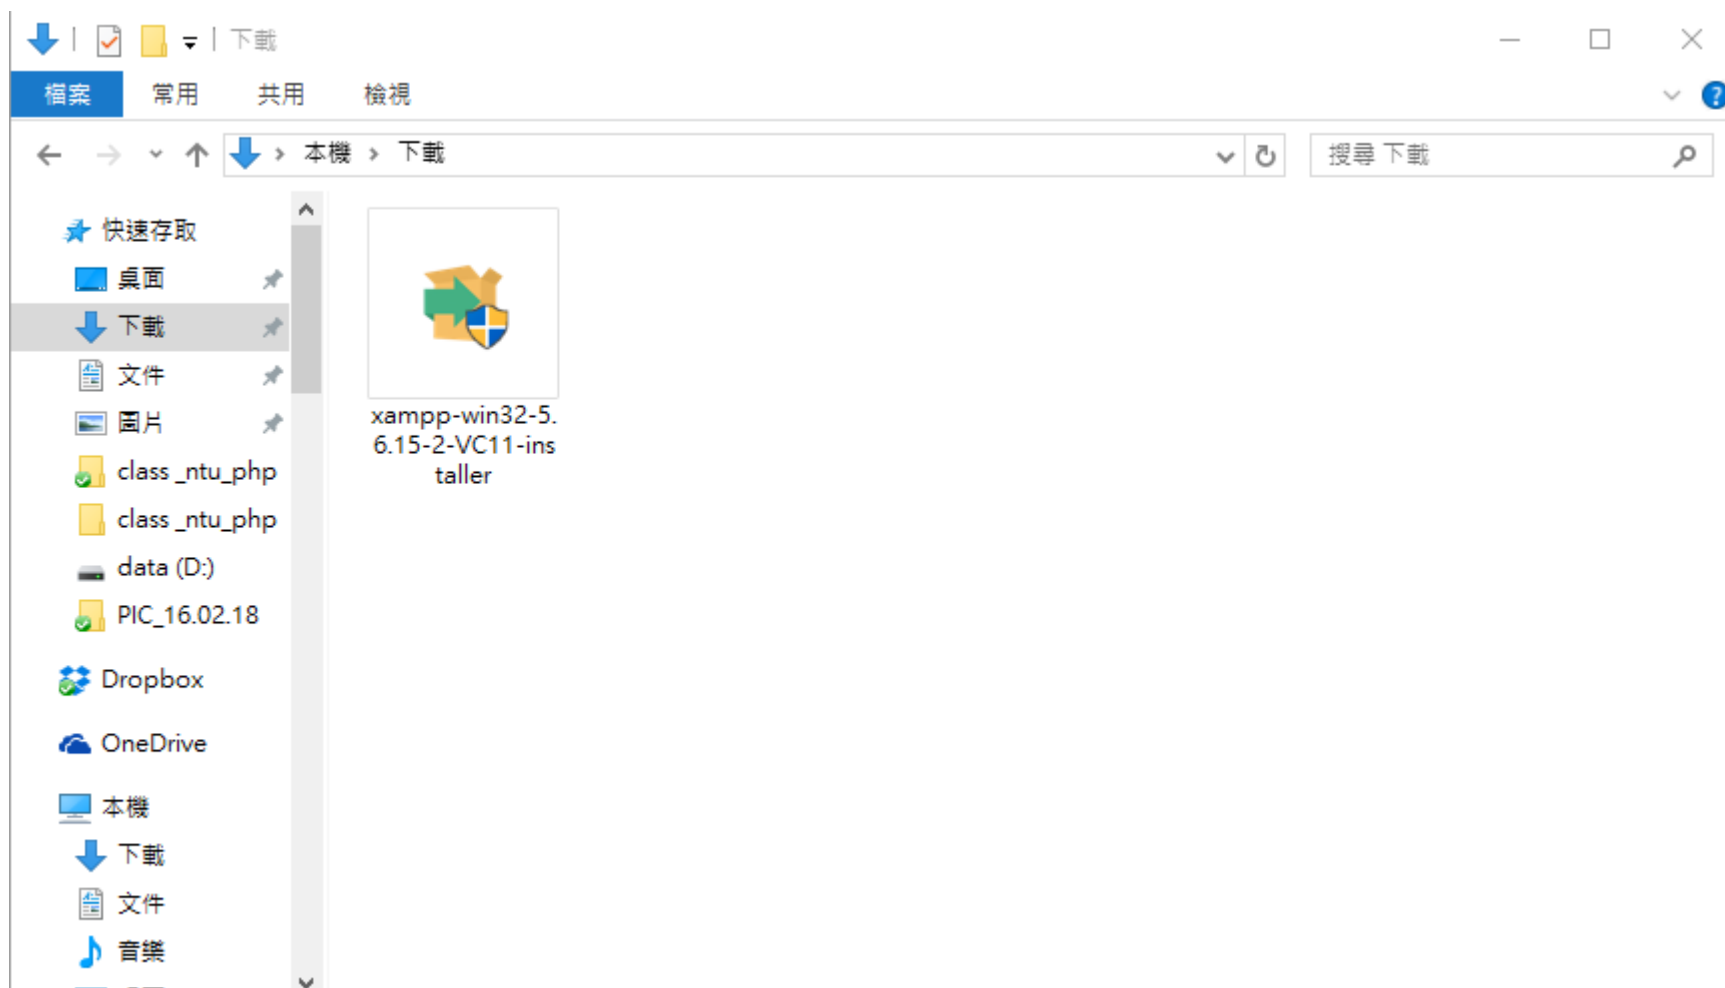 下載
檔案 常用 共用 檢視
本機 下載
搜尋 下載
快速存取
桌面
下載
文件
圖片
class_ntu_php
class_ntu_php
data (D:)
PIC_16.02.18
Dropbox
OneDrive
本機
下載
文件
音樂
xampp-win32-5.
6.15-2-VC11-ins
taller